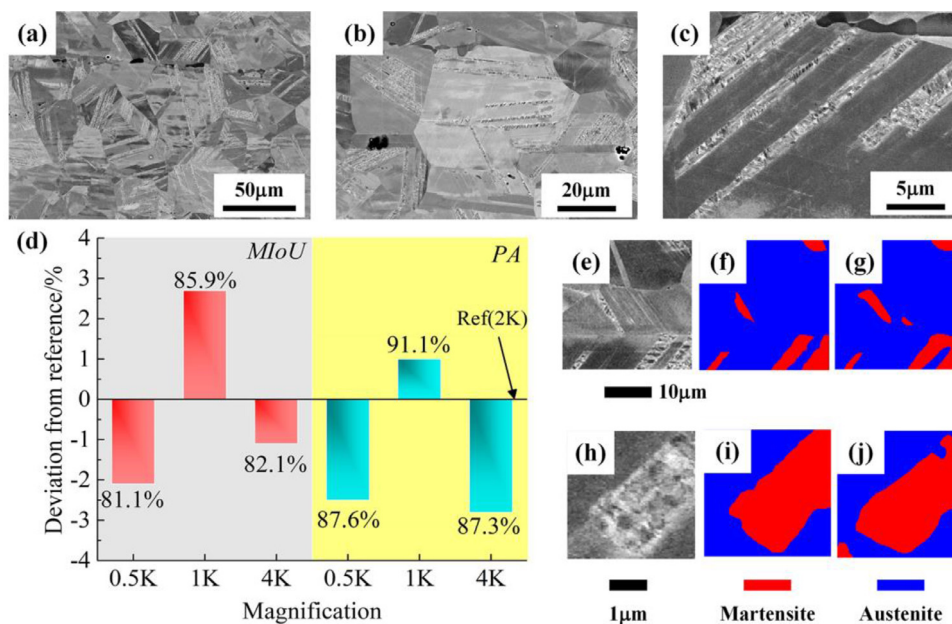 (a)
(b)
(c)
50μm
20μm
5μm
(d)
Deviation from reference/%
4
3
2
1
0
-1
-2
-3
-4
MIoU
PA
85.9%
91.1%
Ref(2K)
81.1%
82.1%
87.6%
87.3%
0.5K 1K 4K 0.5K 1K 4K
Magnification
(e)
(f)
(g)
10μm
(h)
(i)
(j)
1μm Martensite Austenite